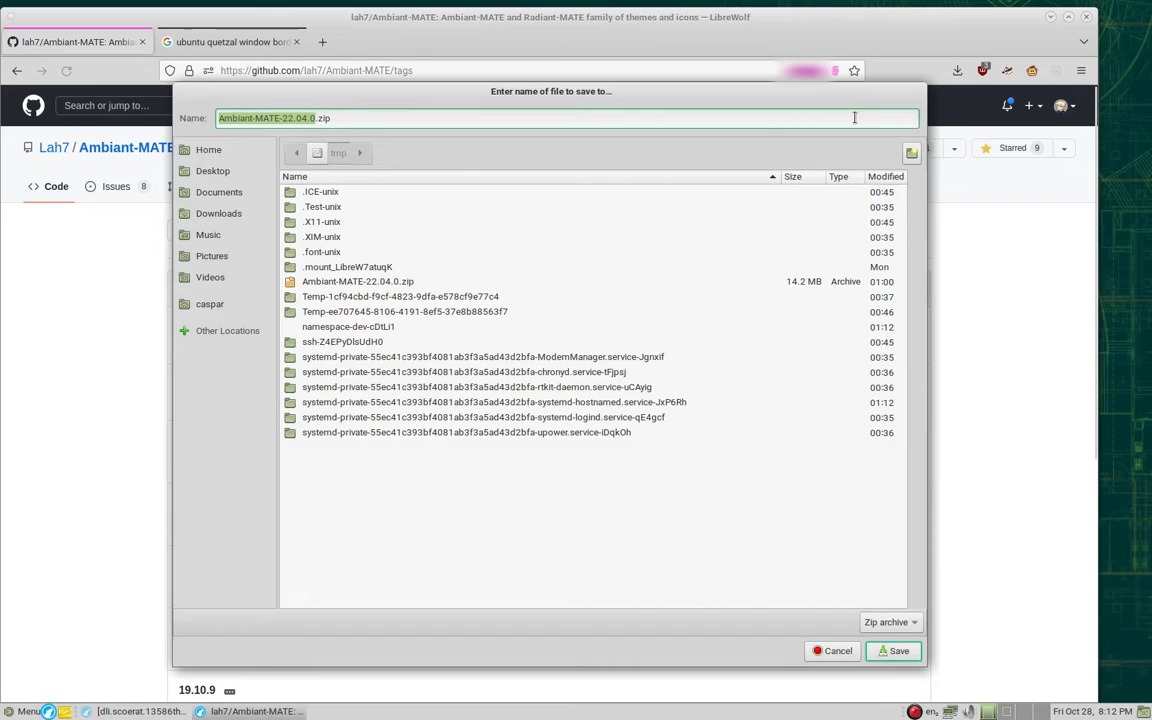 lah7/Ambiant-MATE: Ambiant-MATE and Radiant-MATE family of themes and icons — LibreWolf
lah7/Ambiant-MATE: Ambia
ubuntu quetzal window bord
https://github.com/lah7/Ambiant-MATE/tags
Enter name of file to save to…
Search or jump to…
Name: Ambiant-MATE-22.04.0.zip
Lah7 / Ambiant-MATE
Starred 9
Code
Issues 8
Home
Desktop
Documents
Downloads
Music
Pictures
Videos
caspar
Other Locations
tmp
Name Size Type Modified
.ICE-unix 00:45
.Test-unix 00:35
.X11-unix 00:45
.XIM-unix 00:35
.font-unix 00:35
.mount_LibreW7atuqK Mon
Ambiant-MATE-22.04.0.zip 14.2 MB Archive 01:00
Temp-1cf94cbd-f9cf-4823-9dfa-e578cf9e77c4 00:37
Temp-ee707645-8106-4191-8ef5-37e8b88563f7 00:46
namespace-dev-cDtLi1 01:12
ssh-Z4EPyDlsUdH0 00:45
systemd-private-55ec41c393bf4081ab3f3a5ad43d2bfa-ModemManager.service-Jgnxif 00:35
systemd-private-55ec41c393bf4081ab3f3a5ad43d2bfa-chronyd.service-tFjpsj 00:36
systemd-private-55ec41c393bf4081ab3f3a5ad43d2bfa-rtkit-daemon.service-uCAyig 00:36
systemd-private-55ec41c393bf4081ab3f3a5ad43d2bfa-systemd-hostnamed.service-JxP6Rh 01:12
systemd-private-55ec41c393bf4081ab3f3a5ad43d2bfa-systemd-logind.service-qE4gcf 00:35
systemd-private-55ec41c393bf4081ab3f3a5ad43d2bfa-upower.service-iDqkOh 00:36
Zip archive
Cancel
Save
19.10.9
Menu
[dli.scoerat.13586th…
lah7/Ambiant-MATE: …
en₂
Fri Oct 28, 8:12 PM